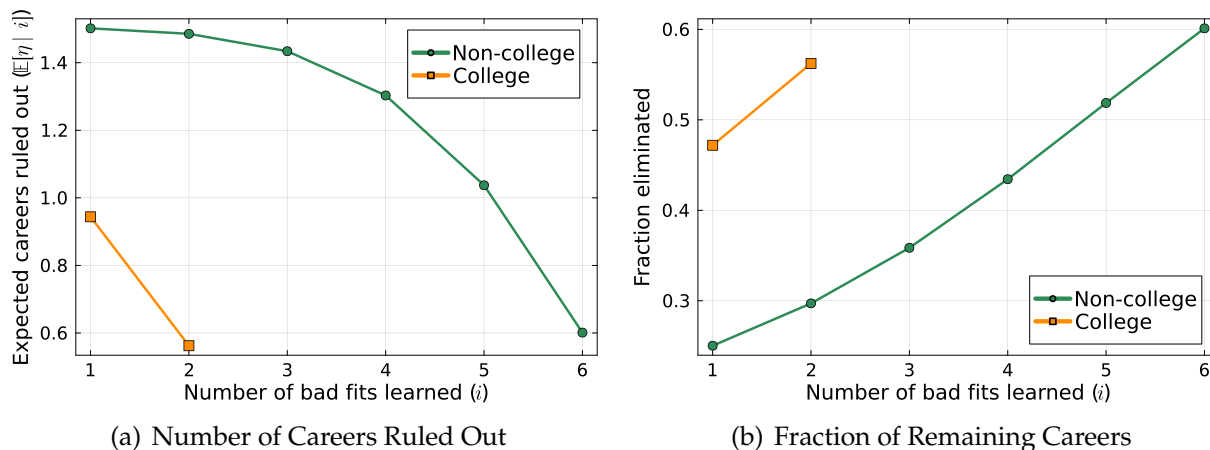 Expected careers ruled out (𝔼[η | i])
1.4
1.2
1.0
0.8
0.6
Non-college
College
1 2 3 4 5 6
Number of bad fits learned (i)
(a) Number of Careers Ruled Out
Fraction eliminated
0.6
0.5
0.4
0.3
Non-college
College
1 2 3 4 5 6
Number of bad fits learned (i)
(b) Fraction of Remaining Careers